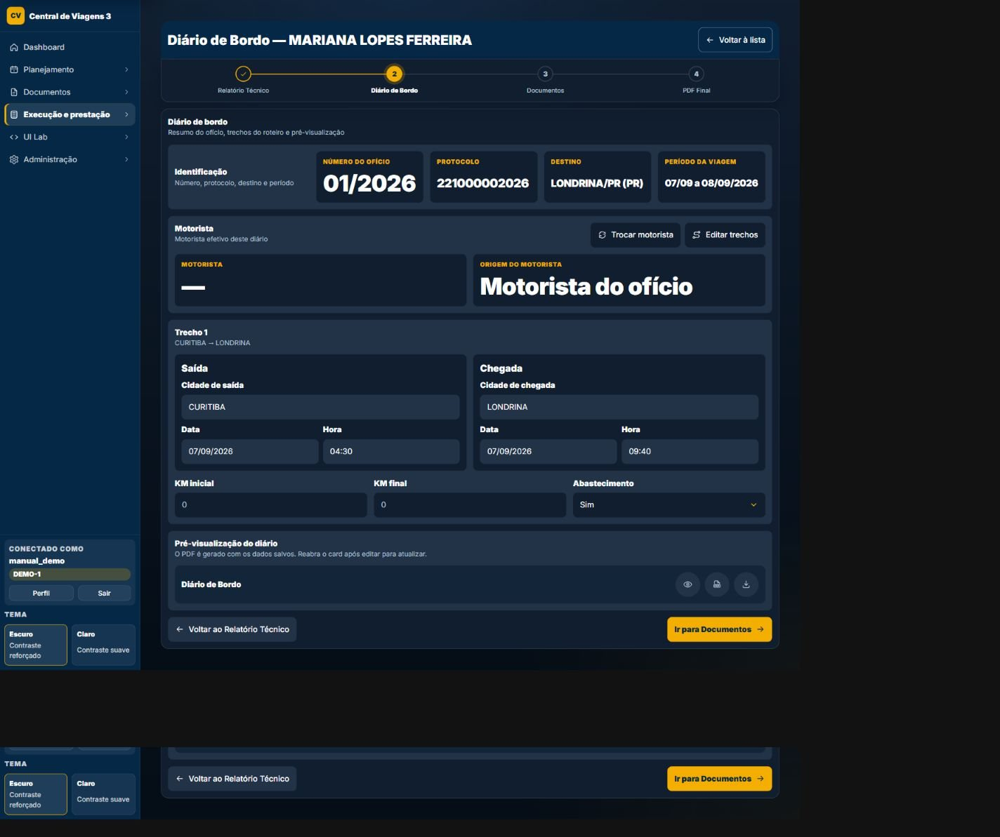 CV Central de Viagens 3
Dashboard
Planejamento
Documentos
Execução e prestação
UI Lab
Administração
CONECTADO COMO
manual_demo
DEMO-1
Perfil Sair
TEMA
Escuro
Contraste
reforçado
Claro
Contraste suave
Diário de Bordo — MARIANA LOPES FERREIRA
← Voltar à lista
Relatório Técnico
2
Diário de Bordo
3
Documentos
4
PDF Final
Diário de bordo
Resumo do ofício, trechos do roteiro e pré-visualização
Identificação
Número, protocolo, destino e período
NÚMERO DO OFÍCIO
01/2026
PROTOCOLO
221000002026
DESTINO
LONDRINA/PR (PR)
PERÍODO DA VIAGEM
07/09 a 08/09/2026
Motorista
Motorista efetivo deste diário
Trocar motorista
Editar trechos
MOTORISTA
—
ORIGEM DO MOTORISTA
Motorista do ofício
Trecho 1
CURITIBA → LONDRINA
Saída
Cidade de saída
CURITIBA
Data Hora
07/09/2026 04:30
Chegada
Cidade de chegada
LONDRINA
Data Hora
07/09/2026 09:40
KM inicial
0
KM final
0
Abastecimento
Sim
Pré-visualização do diário
O PDF é gerado com os dados salvos. Reabra o card após editar para atualizar.
Diário de Bordo
← Voltar ao Relatório Técnico
Ir para Documentos →
TEMA
Escuro
Contraste
reforçado
Claro
Contraste suave
← Voltar ao Relatório Técnico
Ir para Documentos →